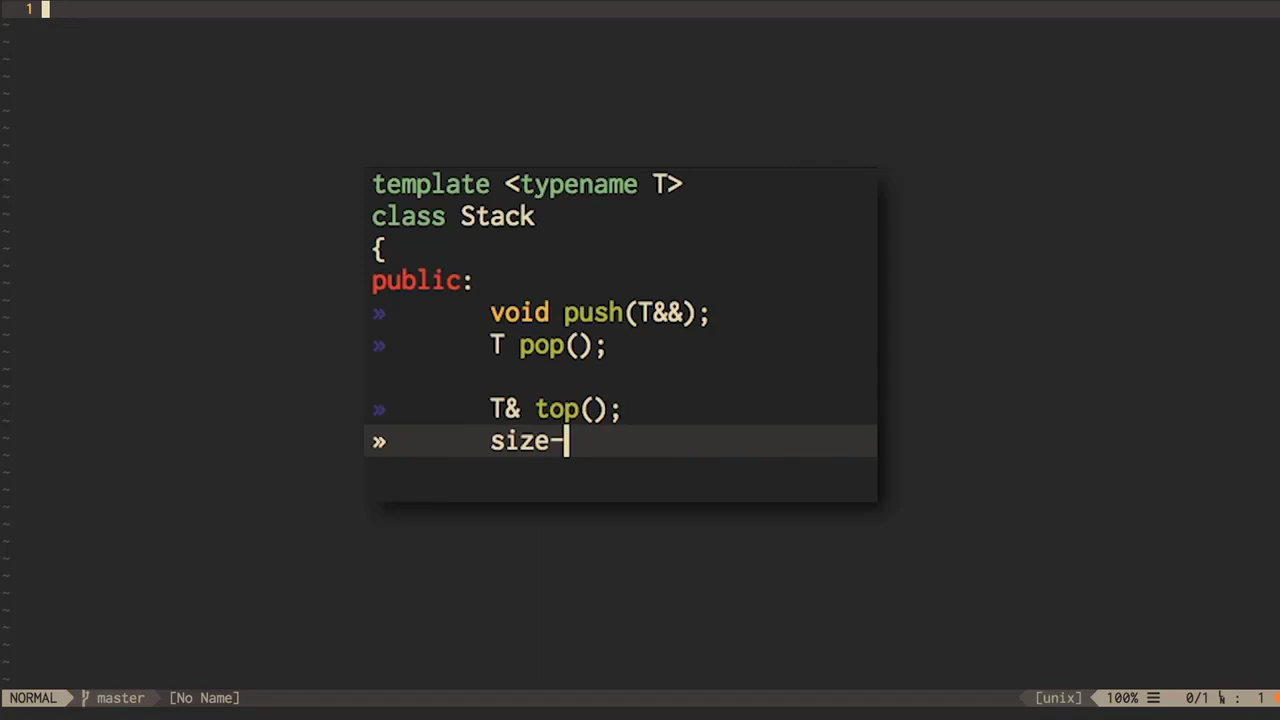 1
template <typename T>
class Stack
{
public:
»       void push(T&&);
»       T pop();
»       T& top();
»       size-
NORMAL master [No Name] [unix] 100% ☰ 0/1 ㏑ : 1